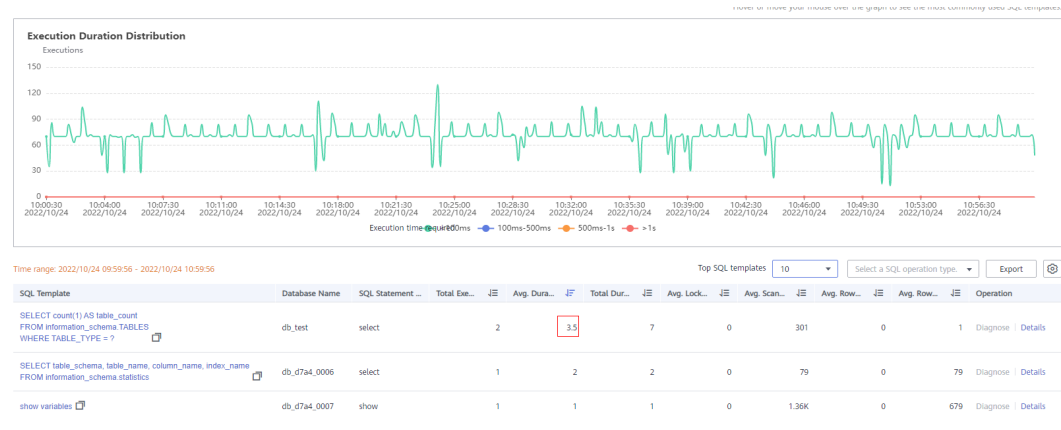 Hover or move your mouse over the graph to see the most commonly used SQL templates
Execution Duration Distribution
Executions
150
120
90
60
30
0
10:00:30 10:04:00 10:07:30 10:11:00 10:14:30 10:18:00 10:21:30 10:25:00 10:28:30 10:32:00 10:35:30 10:39:00 10:42:30 10:46:00 10:49:30 10:53:00 10:56:30
2022/10/24 2022/10/24 2022/10/24 2022/10/24 2022/10/24 2022/10/24 2022/10/24 2022/10/24 2022/10/24 2022/10/24 2022/10/24 2022/10/24 2022/10/24 2022/10/24 2022/10/24 2022/10/24 2022/10/24
Execution time required 100ms-500ms 500ms-1s >1s
Time range: 2022/10/24 09:59:56 - 2022/10/24 10:59:56 Top SQL templates 10 Select a SQL operation type. Export
SQL Template Database Name SQL Statement ... Total Exe... Avg. Dura... Total Dur... Avg. Lock... Avg. Scan... Avg. Row... Avg. Row... Operation
SELECT count(1) AS table_count
FROM information_schema.TABLES
WHERE TABLE_TYPE = ? db_test select 2 3.5 7 0 301 0 1 Diagnose Details
SELECT table_schema, table_name, column_name, index_name
FROM information_schema.statistics db_d7a4_0006 select 1 2 2 0 79 0 79 Diagnose Details
show variables db_d7a4_0007 show 1 1 1 0 1.36K 0 679 Diagnose Details